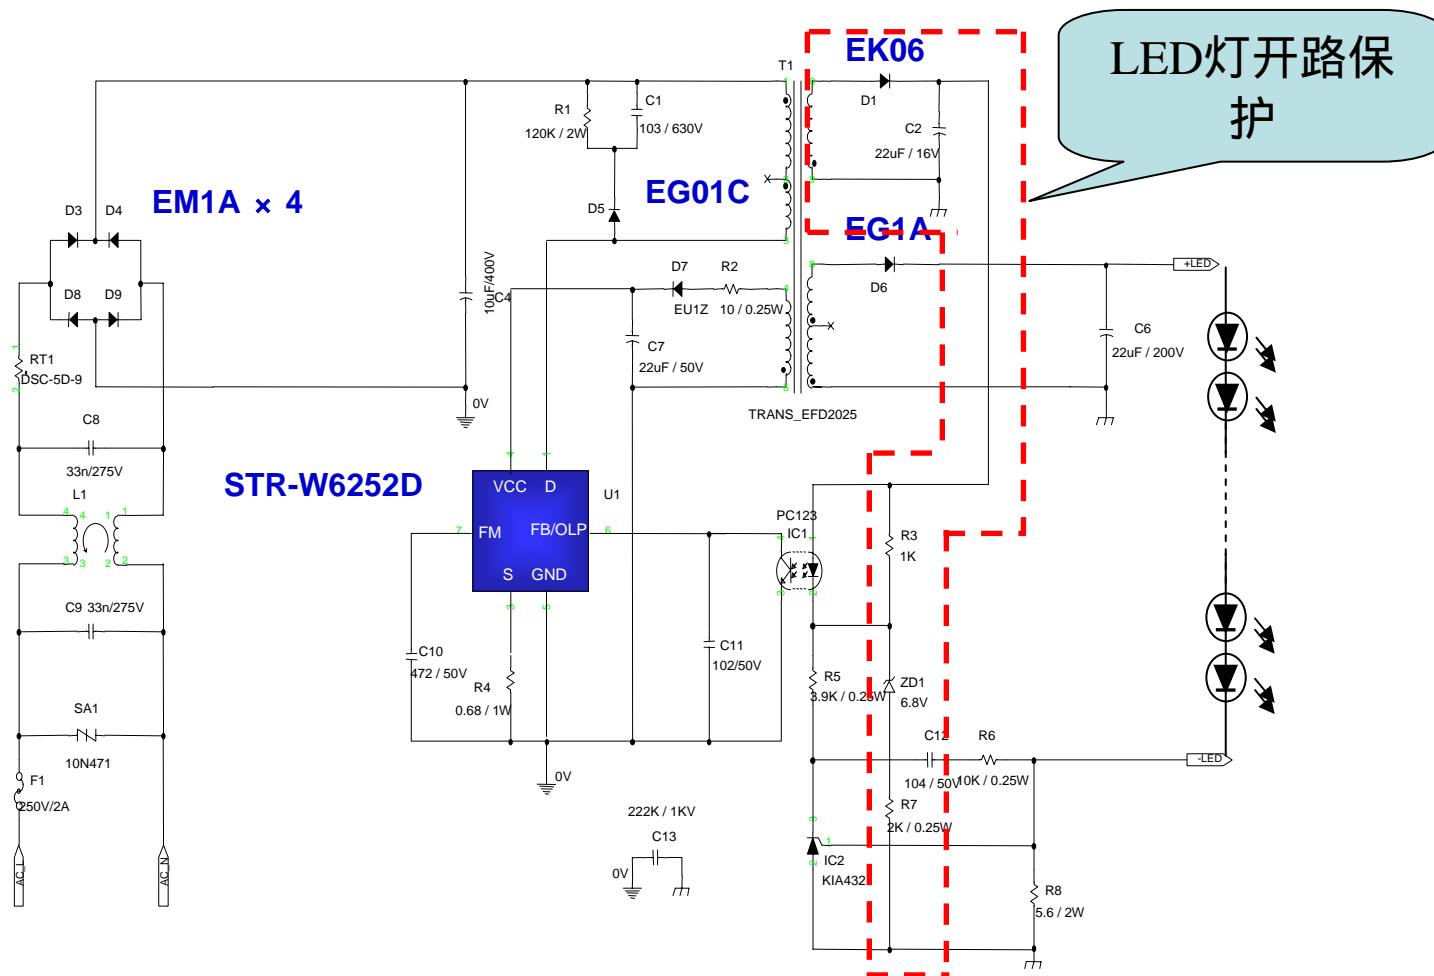 LED灯开路保
护
EK06
T1
D1
C2
22uF / 16V
R1
120K / 2W
C1
103 / 630V
EM1A × 4
EG01C
D5
EG1A
D3
D4
D8
D9
10uF/400V
C4
D7
EU1Z
R2
10 / 0.25W
D6
+LED
C7
22uF / 50V
C6
22uF / 200V
RT1
DSC-5D-9
0V
TRANS_EFD2025
C8
33n/275V
STR-W6252D
L1
VCC
D
U1
FM
FB/OLP
S
GND
PC123
IC1
R3
1K
C9
33n/275V
C10
472 / 50V
R4
0.68 / 1W
C11
102/50V
R5
3.9K / 0.25W
ZD1
6.8V
SA1
10N471
C12
104 / 50V
R6
10K / 0.25W
-LED
F1
250V/2A
0V
R7
2K / 0.25W
222K / 1KV
C13
0V
IC2
KIA432
R8
5.6 / 2W
AC_L
AC_N